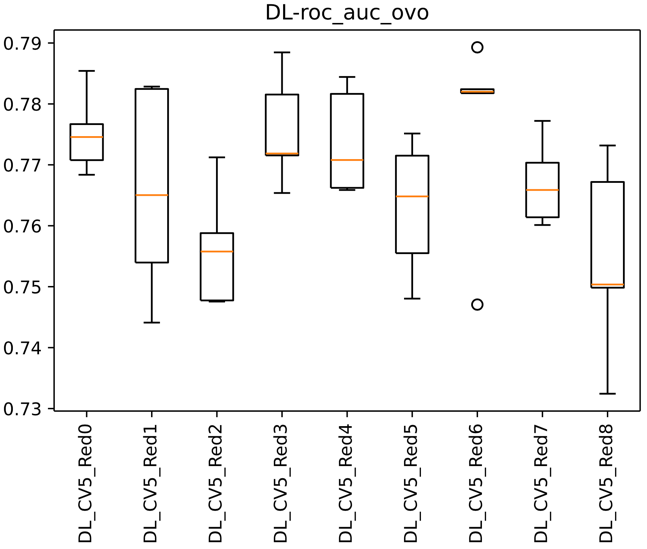 DL-roc_auc_ovo
0.79
0.78
0.77
0.76
0.75
0.74
0.73
DL_CV5_Red0
DL_CV5_Red1
DL_CV5_Red2
DL_CV5_Red3
DL_CV5_Red4
DL_CV5_Red5
DL_CV5_Red6
DL_CV5_Red7
DL_CV5_Red8